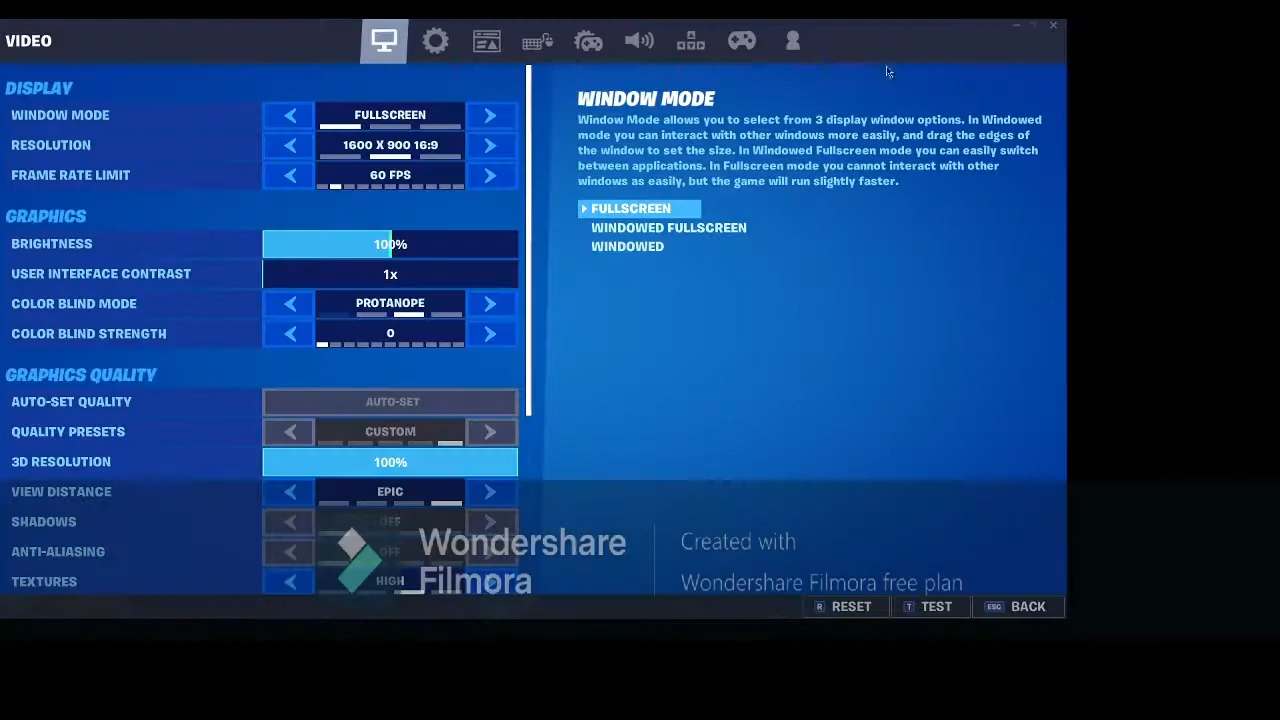 VIDEO
DISPLAY
WINDOW MODE
FULLSCREEN
RESOLUTION
1600 X 900 16:9
FRAME RATE LIMIT
60 FPS
GRAPHICS
BRIGHTNESS
100%
USER INTERFACE CONTRAST
1x
COLOR BLIND MODE
PROTANOPE
COLOR BLIND STRENGTH
0
GRAPHICS QUALITY
AUTO-SET QUALITY
AUTO-SET
QUALITY PRESETS
CUSTOM
3D RESOLUTION
100%
VIEW DISTANCE
EPIC
SHADOWS
OFF
ANTI-ALIASING
OFF
TEXTURES
HIGH
WINDOW MODE
Window Mode allows you to select from 3 display window options. In Windowed
mode you can interact with other windows more easily, and drag the edges of
the window to set the size. In Windowed Fullscreen mode you can easily switch
between applications. In Fullscreen mode you cannot interact with other
windows as easily, but the game will run slightly faster.
FULLSCREEN
WINDOWED FULLSCREEN
WINDOWED
Wondershare
Filmora
Created with
Wondershare Filmora free plan
R RESET
T TEST
ESC BACK